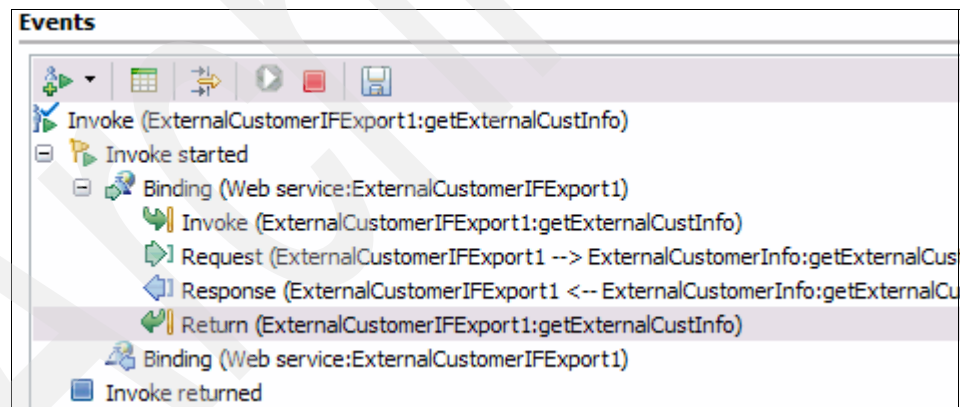 Events
Invoke (ExternalCustomerIFExport1:getExternalCustInfo)
Invoke started
Binding (Web service:ExternalCustomerIFExport1)
Invoke (ExternalCustomerIFExport1:getExternalCustInfo)
Request (ExternalCustomerIFExport1 --> ExternalCustomerInfo:getExternalCus
Response (ExternalCustomerIFExport1 <-- ExternalCustomerInfo:getExternalCu
Return (ExternalCustomerIFExport1:getExternalCustInfo)
Binding (Web service:ExternalCustomerIFExport1)
Invoke returned